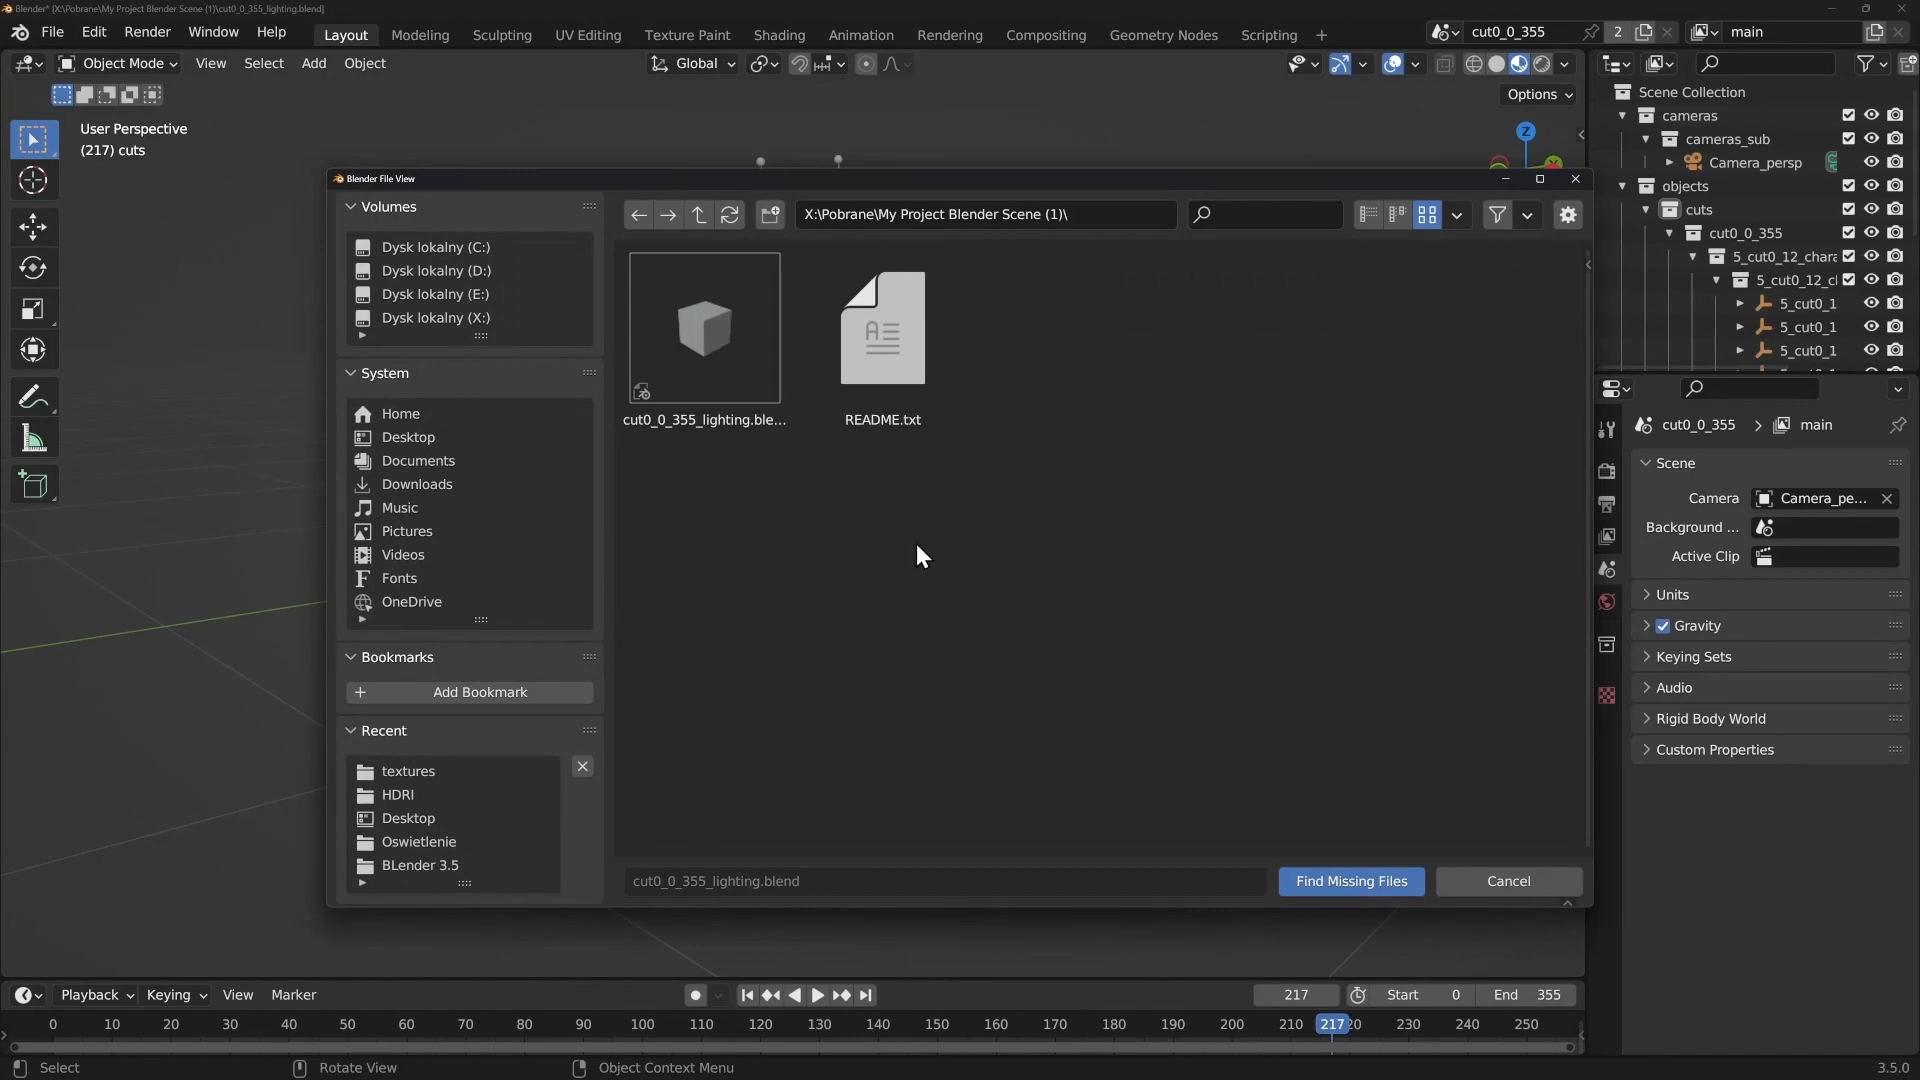 Blender* [X:\Pobrane\My Project Blender Scene (1)\cut0_0_355_lighting.blend]
File Edit Render Window Help
Layout Modeling Sculpting UV Editing Texture Paint Shading Animation Rendering Compositing Geometry Nodes Scripting +
cut0_0_355 2
main
Object Mode View Select Add Object
Global
Options
User Perspective
(217) cuts
Z
Blender File View
Volumes
Dysk lokalny (C:)
Dysk lokalny (D:)
Dysk lokalny (E:)
Dysk lokalny (X:)
System
Home
Desktop
Documents
Downloads
Music
Pictures
Videos
Fonts
OneDrive
Bookmarks
Add Bookmark
Recent
textures
HDRI
Desktop
Oswietlenie
BLender 3.5
X:\Pobrane\My Project Blender Scene (1)\
cut0_0_355_lighting.ble...
README.txt
cut0_0_355_lighting.blend
Find Missing Files
Cancel
Scene Collection
cameras
cameras_sub
Camera_persp
objects
cuts
cut0_0_355
5_cut0_12_chara
5_cut0_12_cl
5_cut0_1
5_cut0_1
5_cut0_1
cut0_0_355 > main
Scene
Camera Camera_pe...
Background ...
Active Clip
Units
Gravity
Keying Sets
Audio
Rigid Body World
Custom Properties
Playback Keying View Marker
217
Start 0
End 355
0 10 20 30 40 50 60 70 80 90 100 110 120 130 140 150 160 170 180 190 200 210 217 20 230 240 250
Select
Rotate View
Object Context Menu
3.5.0